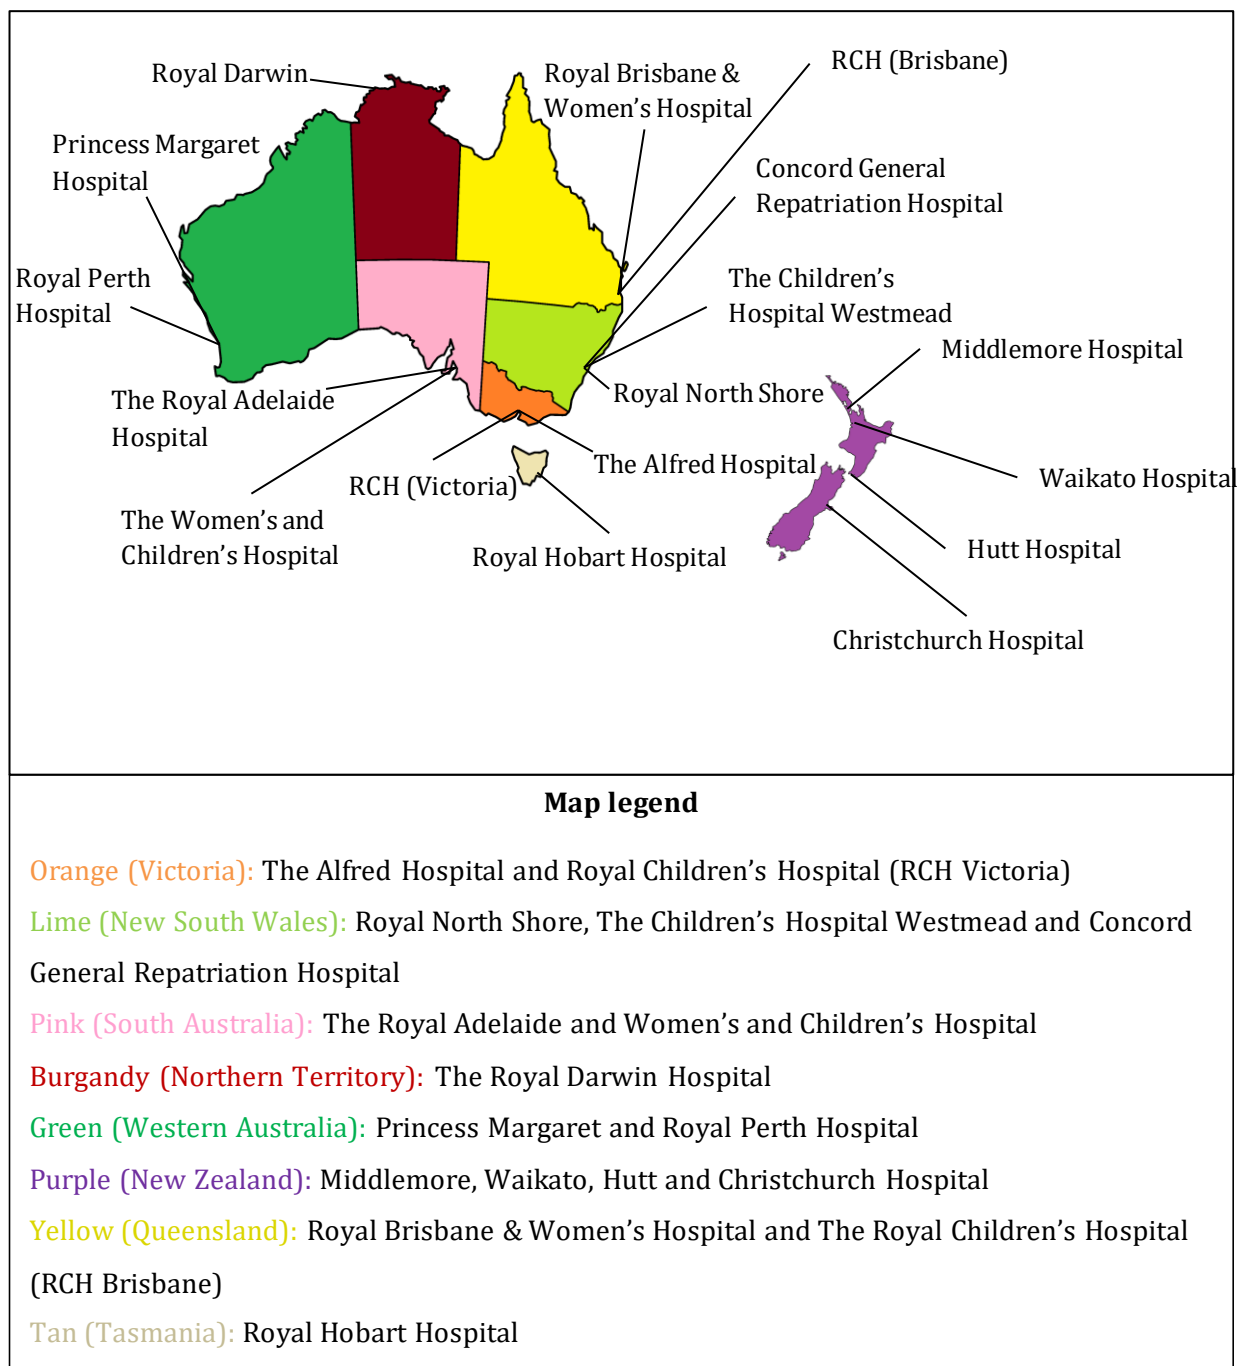 Royal Darwin
Royal Brisbane &
Women’s Hospital
RCH (Brisbane)
Princess Margaret
Hospital
Concord General
Repatriation Hospital
Royal Perth
Hospital
The Children’s
Hospital Westmead
Middlemore Hospital
The Royal Adelaide
Hospital
Royal North Shore
RCH (Victoria)
The Alfred Hospital
Waikato Hospital
The Women’s and
Children’s Hospital
Royal Hobart Hospital
Hutt Hospital
Christchurch Hospital
Map legend
Orange (Victoria): The Alfred Hospital and Royal Children’s Hospital (RCH Victoria)
Lime (New South Wales): Royal North Shore, The Children’s Hospital Westmead and Concord
General Repatriation Hospital
Pink (South Australia): The Royal Adelaide and Women’s and Children’s Hospital
Burgandy (Northern Territory): The Royal Darwin Hospital
Green (Western Australia): Princess Margaret and Royal Perth Hospital
Purple (New Zealand): Middlemore, Waikato, Hutt and Christchurch Hospital
Yellow (Queensland): Royal Brisbane & Women’s Hospital and The Royal Children’s Hospital
(RCH Brisbane)
Tan (Tasmania): Royal Hobart Hospital